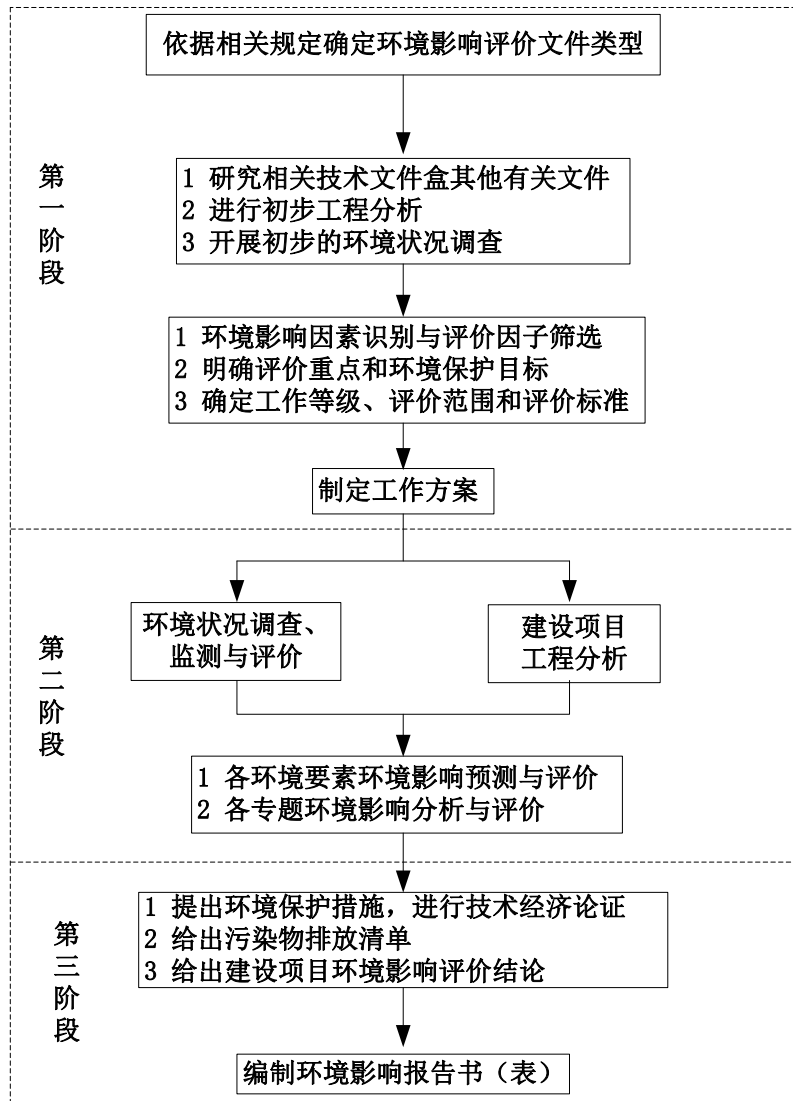 依据相关规定确定环境影响评价文件类型
第一阶段
1 研究相关技术文件盒其他有关文件
2 进行初步工程分析
3 开展初步的环境状况调查
1 环境影响因素识别与评价因子筛选
2 明确评价重点和环境保护目标
3 确定工作等级、评价范围和评价标准
制定工作方案
第二阶段
环境状况调查、
监测与评价
建设项目
工程分析
1 各环境要素环境影响预测与评价
2 各专题环境影响分析与评价
第三阶段
1 提出环境保护措施，进行技术经济论证
2 给出污染物排放清单
3 给出建设项目环境影响评价结论
编制环境影响报告书（表）